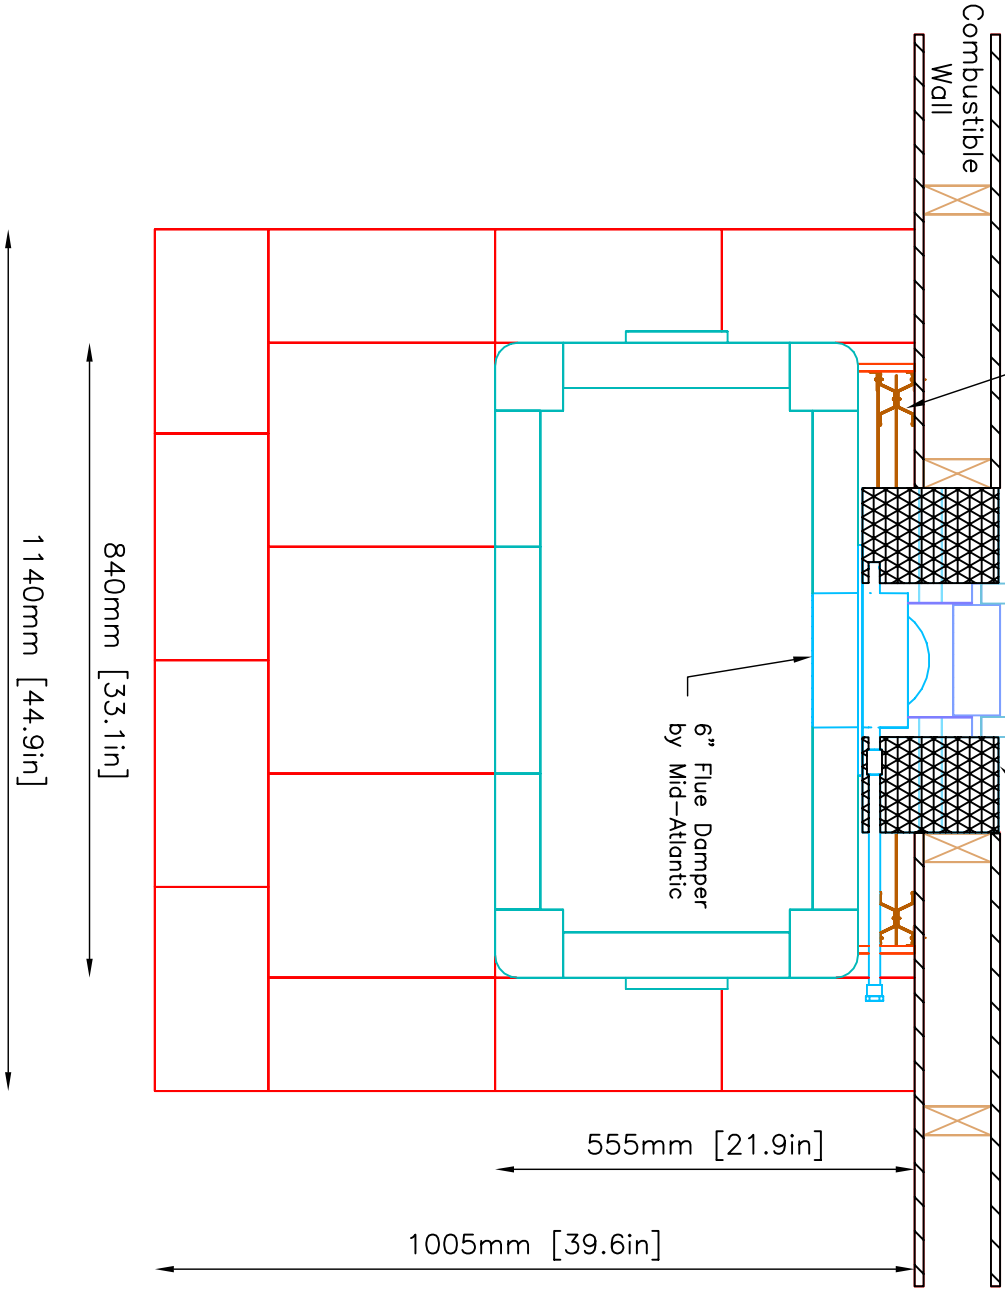 Combustible
Wall
6” Flue Damper
by Mid-Atlantic
840mm [33.1in]
1140mm [44.9in]
555mm [21.9in]
1005mm [39.6in]